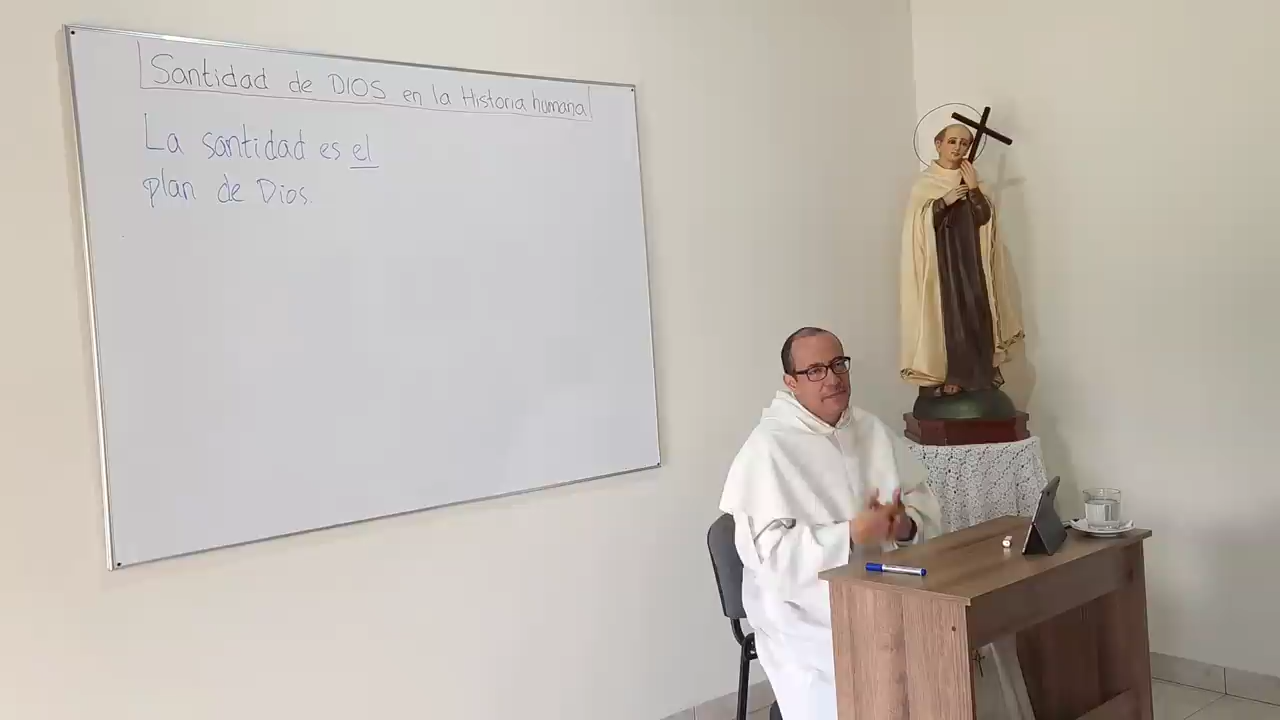 Santidad de DIOS en la Historia humana
La santidad es el
plan de Dios.